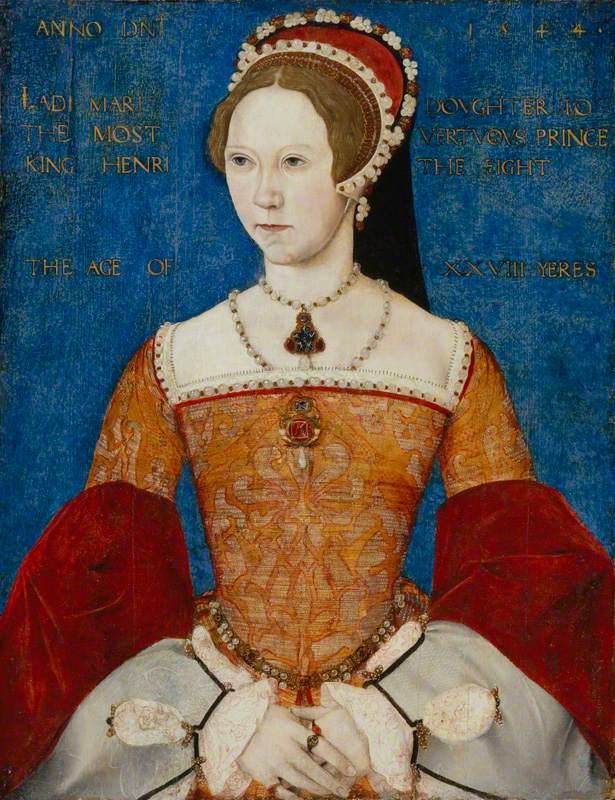 ANNO DNI 1544
LADI MARI DOVGHTER TO
THE MOST VERTVOVS PRINCE
KING HENRI THE EIGHT
THE AGE OF XXVIII YERES